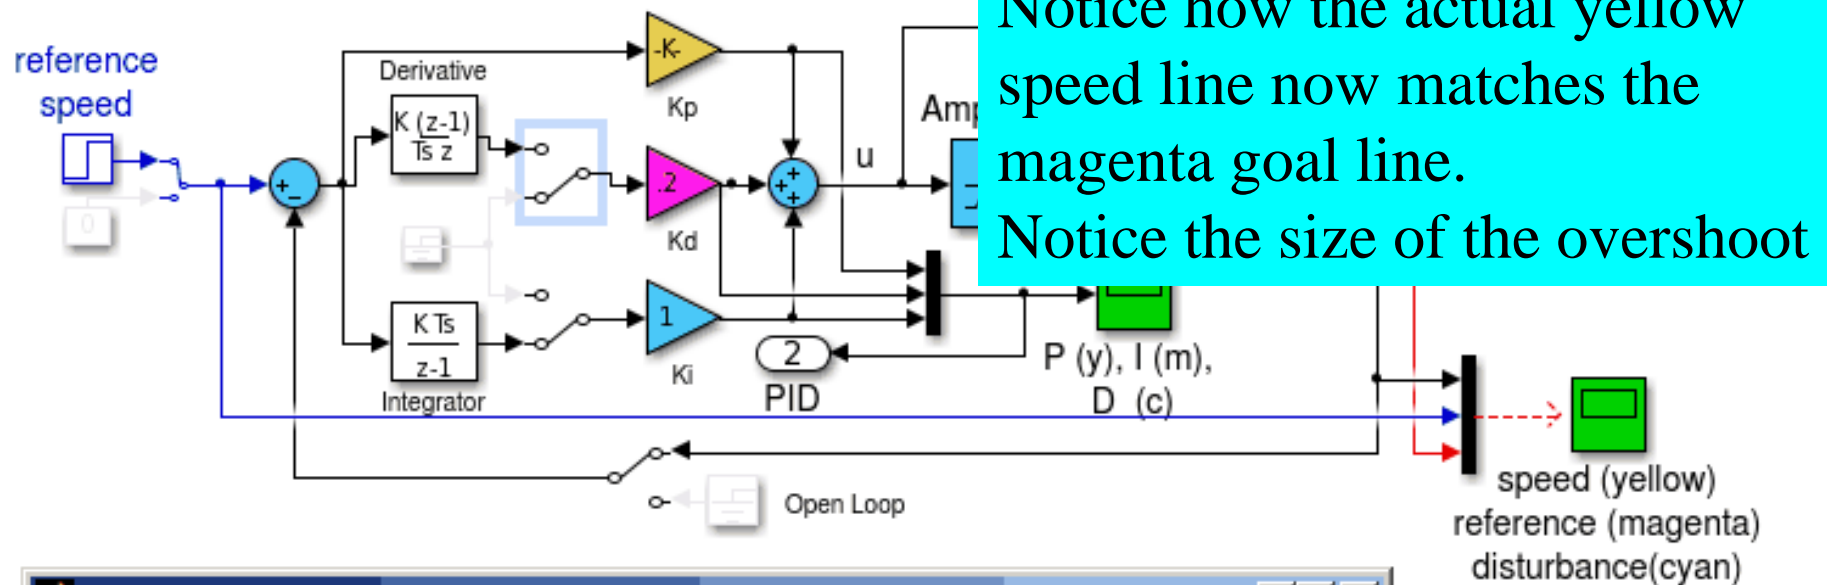 Notice how the actual yellow
speed line now matches the
magenta goal line.
Notice the size of the overshoot
reference
speed
Derivative
K (z-1)
Ts z
-K-
Kp
.2
Kd
u
0
K Ts
z-1
Integrator
1
Ki
2
PID
P (y), I (m),
D (c)
Open Loop
speed (yellow)
reference (magenta)
disturbance(cyan)